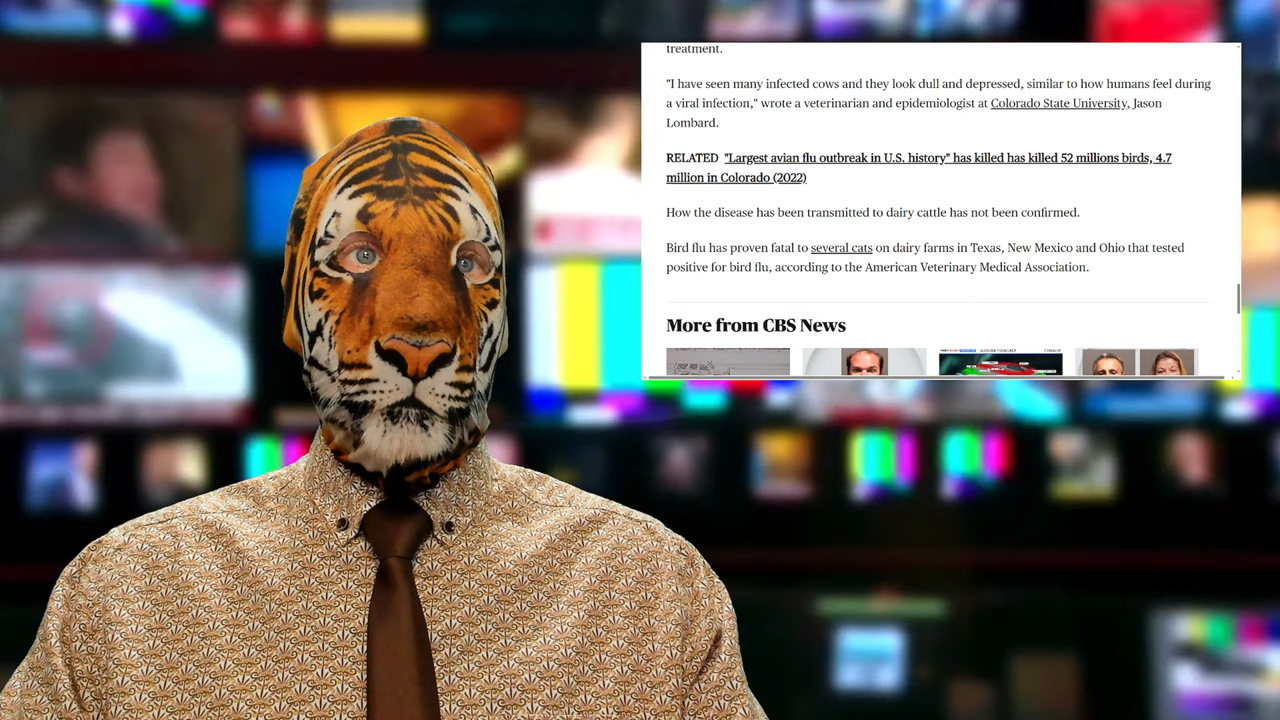 treatment.
"I have seen many infected cows and they look dull and depressed, similar to how humans feel during
a viral infection," wrote a veterinarian and epidemiologist at Colorado State University, Jason
Lombard.
RELATED "Largest avian flu outbreak in U.S. history" has killed has killed 52 millions birds, 4.7
million in Colorado (2022)
How the disease has been transmitted to dairy cattle has not been confirmed.
Bird flu has proven fatal to several cats on dairy farms in Texas, New Mexico and Ohio that tested
positive for bird flu, according to the American Veterinary Medical Association.
More from CBS News